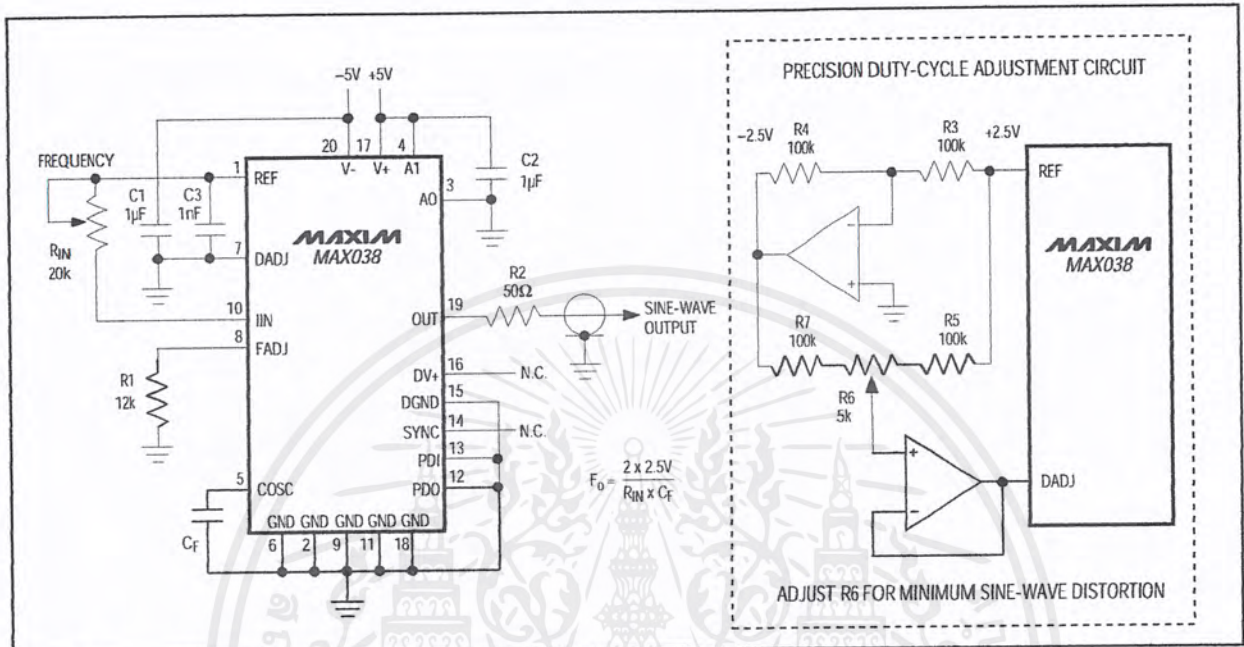 −5V +5V
20 17 4
V- V+ A1
FREQUENCY
1
REF
C1
1µF
C3
1nF
C2
1µF
3
AO
MAXIM
MAX038
RIN
20k
7
DADJ
10
IIN
8
FADJ
R1
12k
R2
50Ω
19
OUT
SINE-WAVE
OUTPUT
16
DV+
N.C.
15
DGND
14
SYNC
N.C.
13
PDI
12
PDO
5
COSC
CF
GND GND GND GND GND
6 2 9 11 18
Fo = 2 x 2.5V
RIN x CF
PRECISION DUTY-CYCLE ADJUSTMENT CIRCUIT
−2.5V
R4
100k
R3
100k
+2.5V
REF
MAXIM
MAX038
−
+
R7
100k
R5
100k
R6
5k
+
−
DADJ
ADJUST R6 FOR MINIMUM SINE-WAVE DISTORTION